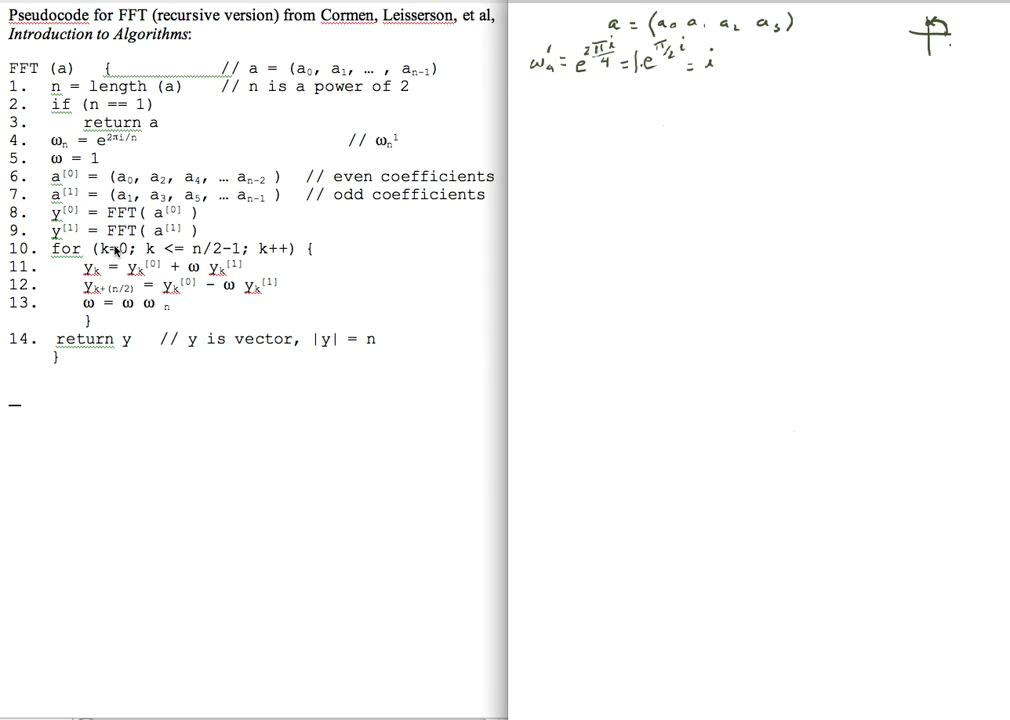 Pseudocode for FFT (recursive version) from Cormen, Leisserson, et al,
Introduction to Algorithms:
FFT (a) { // a = (a₀, a₁, … , aₙ₋₁)
1. n = length (a) // n is a power of 2
2. if (n == 1)
3. return a
4. ωₙ = e^{2πi/n} // ωₙ¹
5. ω = 1
6. a^[0] = (a₀, a₂, a₄, … aₙ₋₂ ) // even coefficients
7. a^[1] = (a₁, a₃, a₅, … aₙ₋₁ ) // odd coefficients
8. y^[0] = FFT( a^[0] )
9. y^[1] = FFT( a^[1] )
10. for (k=0; k <= n/2-1; k++) {
11. yₖ = yₖ^[0] + ω yₖ^[1]
12. y_{k+(n/2)} = yₖ^[0] - ω yₖ^[1]
13. ω = ω ω ₙ
}
14. return y // y is vector, |y| = n
}
a = (a₀ a₁ a₂ a₃)
ω₄¹ = e^{2πi/4} = 1·e^{π/2 i} = i